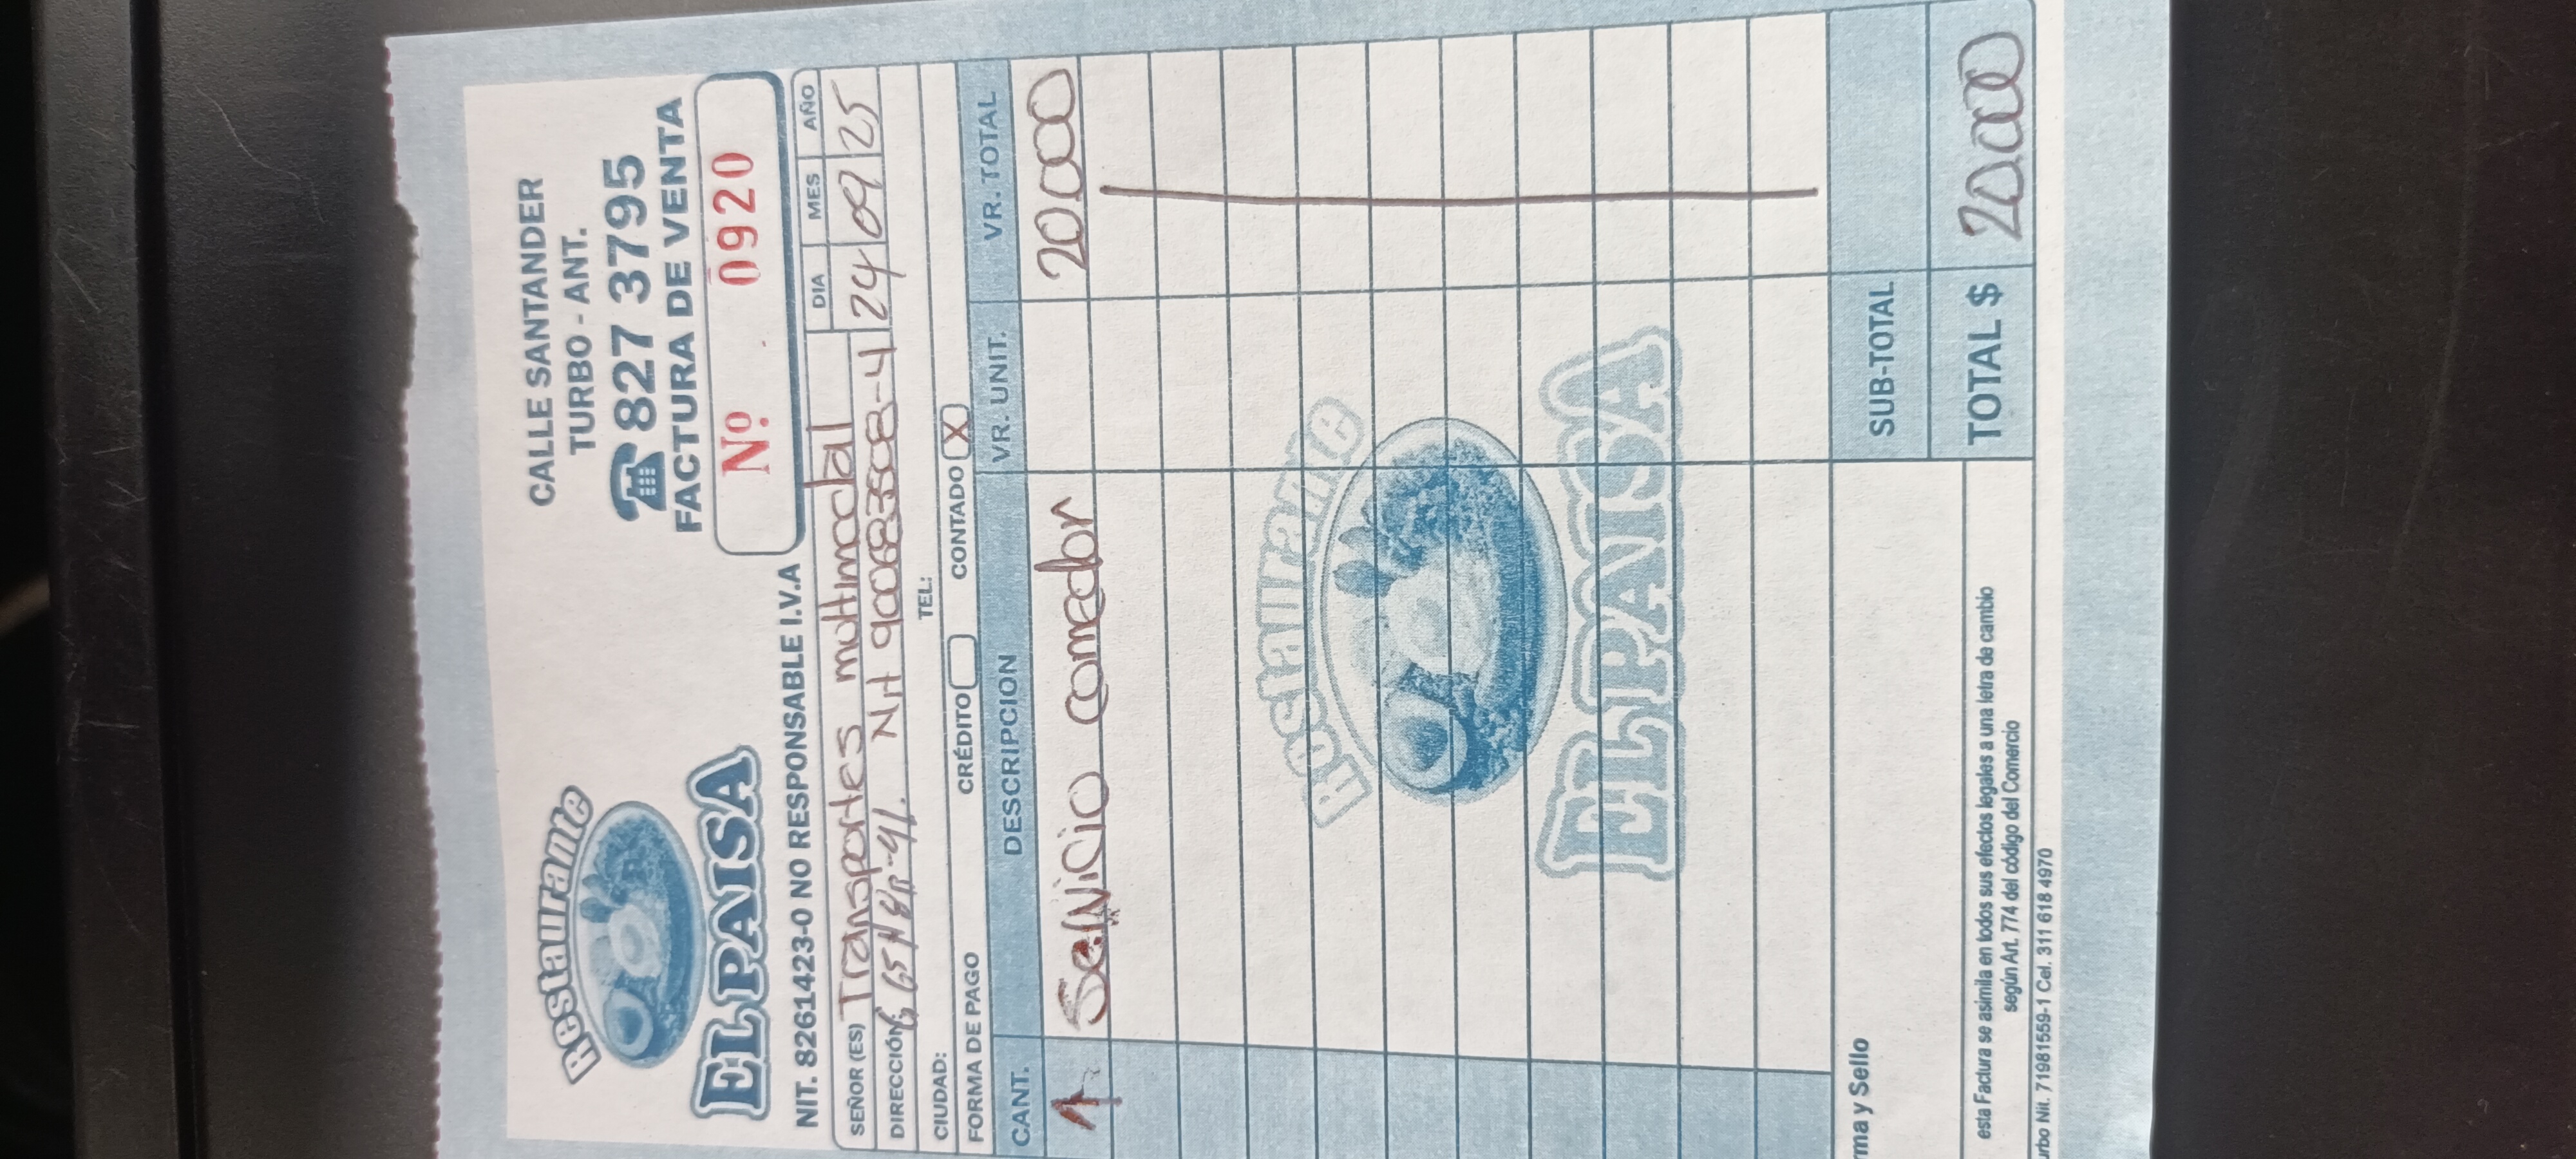 Restaurante
EL PAISA
CALLE SANTANDER
TURBO - ANT.
827 3795
FACTURA DE VENTA
Nº 0920
NIT. 8261423-0 NO RESPONSABLE I.V.A
DIA MES AÑO
24 09 25
SEÑOR (ES) Transportes multimodal
DIRECCIÓN: Nit
CIUDAD: TEL:
FORMA DE PAGO CRÉDITO CONTADO X
CANT. DESCRIPCION VR. UNIT. VR. TOTAL
1 Servicio comedor 20.000
Restaurante
EL PAISA
SUB-TOTAL
rma y Sello
TOTAL $ 20.000
esta Factura se asimila en todos sus efectos legales a una letra de cambio
según Art. 774 del código del Comercio
urbo Nit. 71981559-1 Cel. 311 618 4970